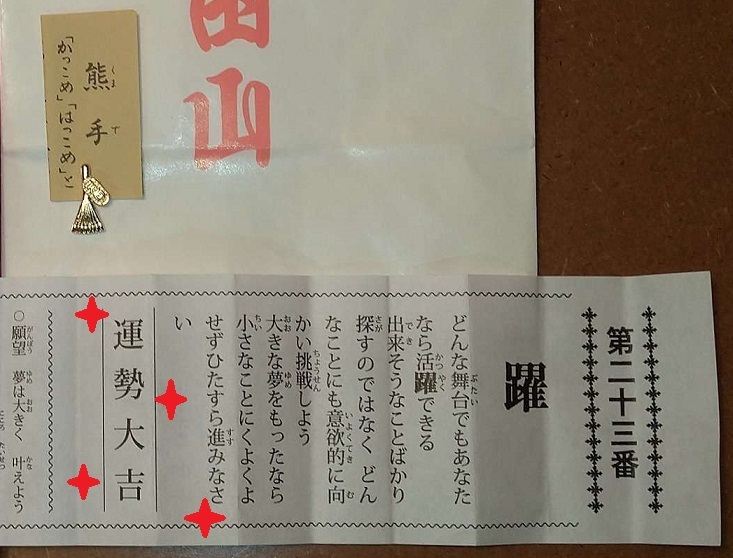 田山
熊手
「かっこめ」「はっこめ」と
第二十三番
躍
どんな舞台でもあなた
なら活躍できる
出来そうなことばかり
探すのではなく どん
なことにも意欲的に向
かい挑戦しよう
大きな夢をもったなら
小さなことにくよくよ
せずひたすら進みなさ
い
運勢大吉
○願望 夢は大きく 叶えよう